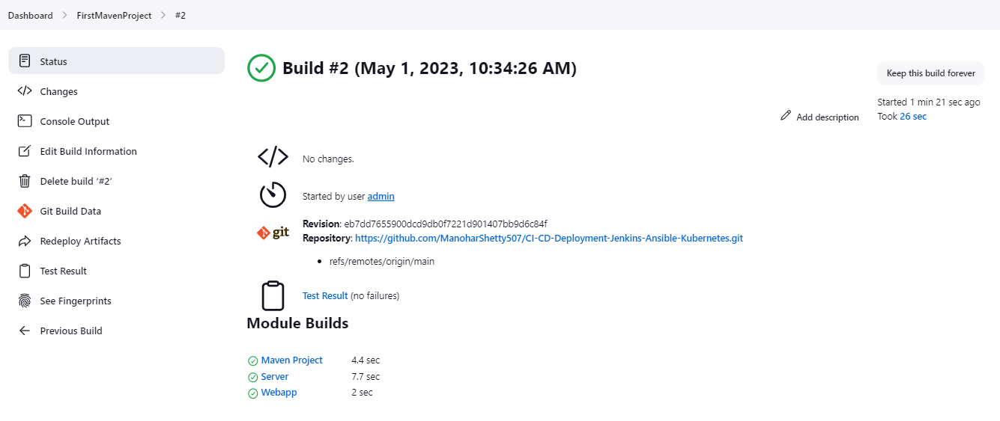 Dashboard > FirstMavenProject > #2
Status
Changes
Console Output
Edit Build Information
Delete build ‘#2’
Git Build Data
Redeploy Artifacts
Test Result
See Fingerprints
Previous Build
Build #2 (May 1, 2023, 10:34:26 AM)
Keep this build forever
Started 1 min 21 sec ago
Took 26 sec
Add description
No changes.
Started by user admin
git
Revision: eb7dd7655900dcd9db0f7221d901407bb9d6c84f
Repository: https://github.com/ManoharShetty507/CI-CD-Deployment-Jenkins-Ansible-Kubernetes.git
• refs/remotes/origin/main
Test Result (no failures)
Module Builds
Maven Project 4.4 sec
Server 7.7 sec
Webapp 2 sec